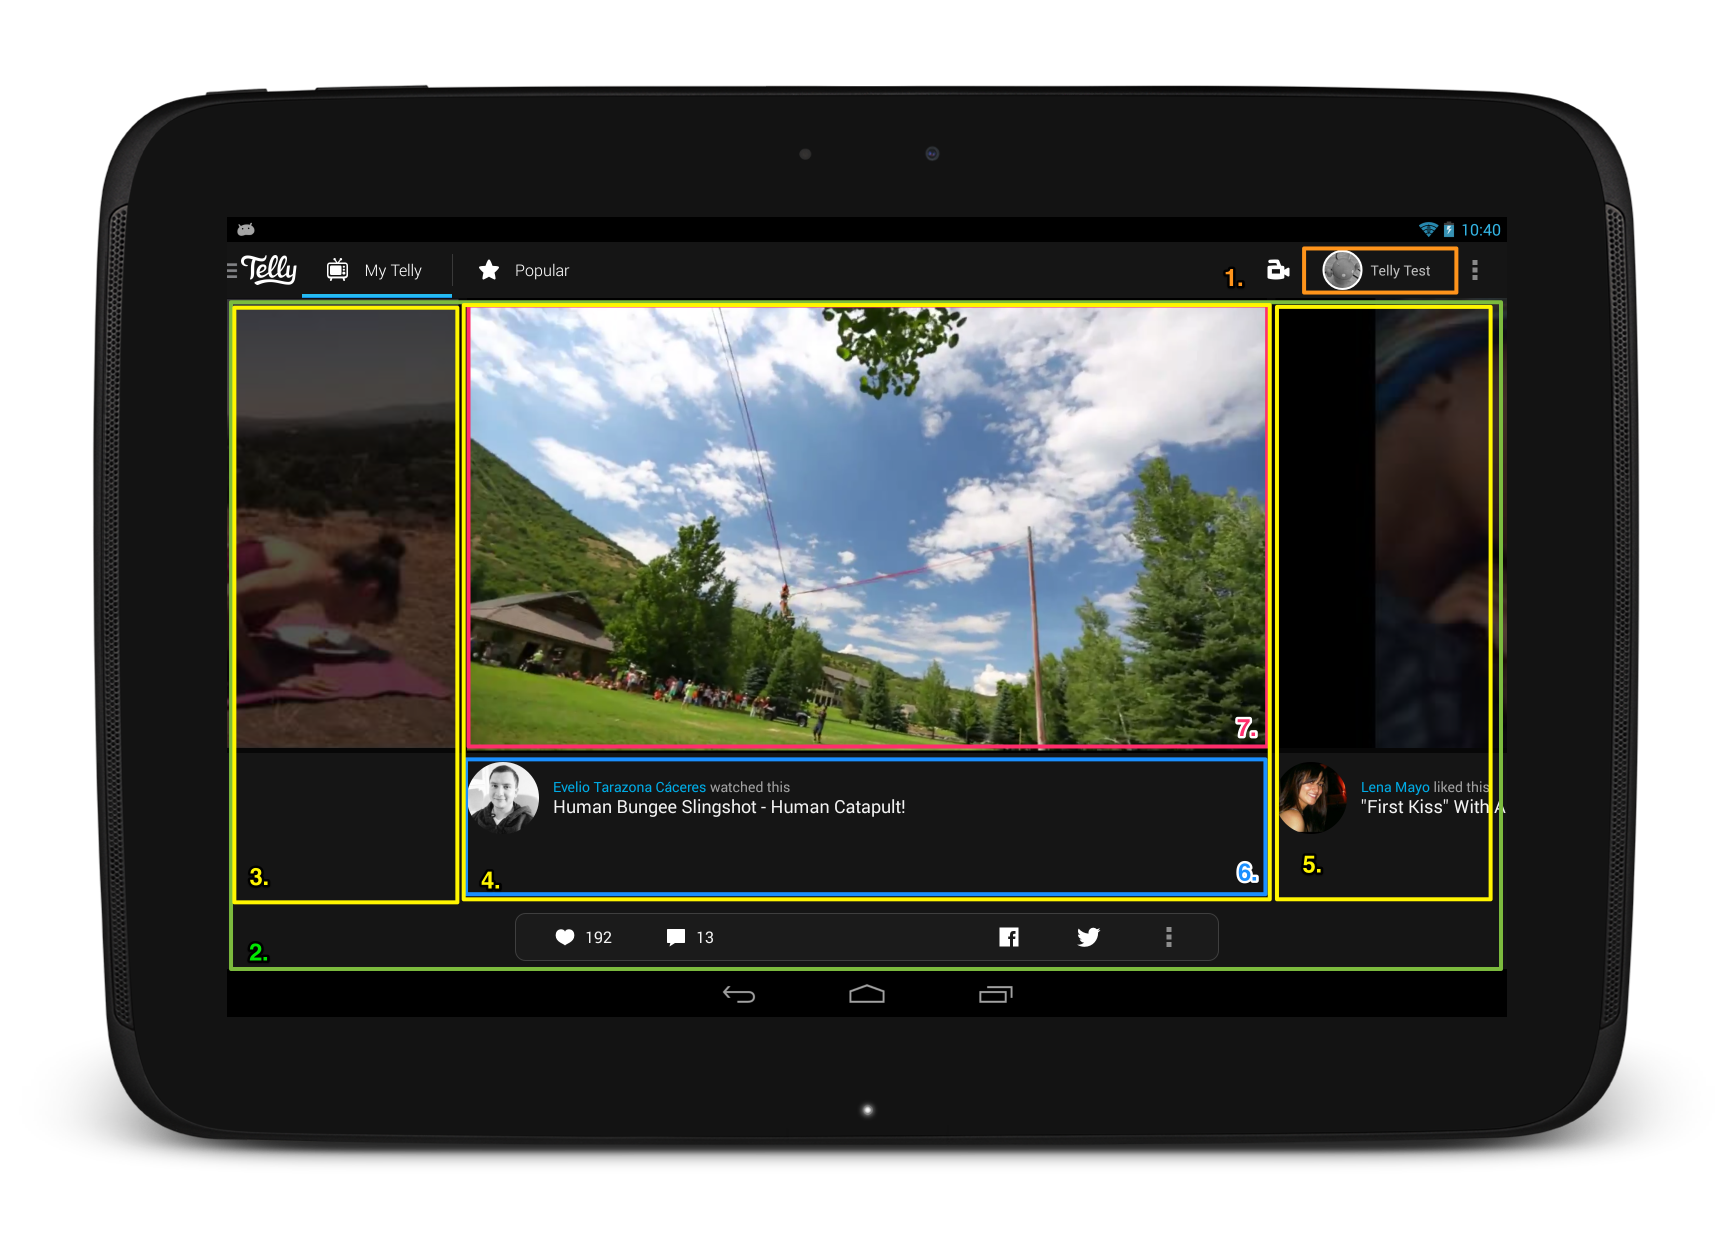 10:40
Telly
My Telly
Popular
1.
Telly Test
7.
Evelio Tarazona Cáceres watched this
Human Bungee Slingshot - Human Catapult!
Lena Mayo liked this
"First Kiss" With A
3.
4.
6.
5.
192
13
2.